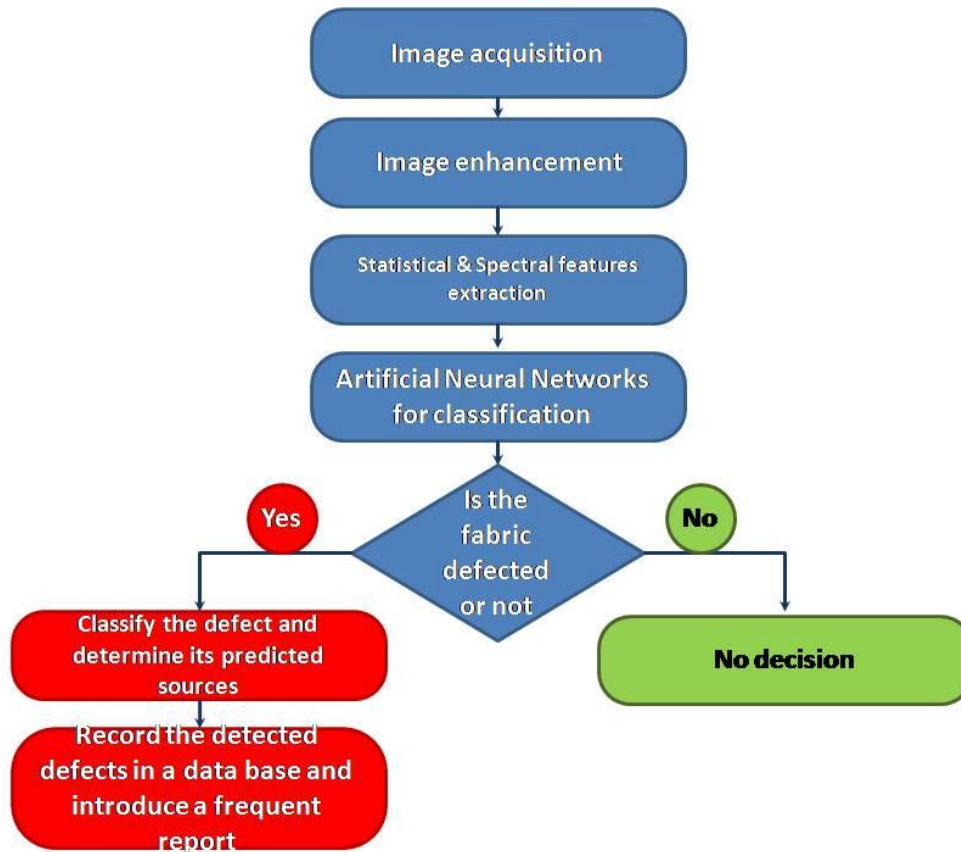 Image acquisition
Image enhancement
Statistical & Spectral features
extraction
Artificial Neural Networks
for classification
Is the
fabric
defected
or not
Yes
No
Classify the defect and
determine its predicted
sources
No decision
Record the detected
defects in a data base and
introduce a frequent
report